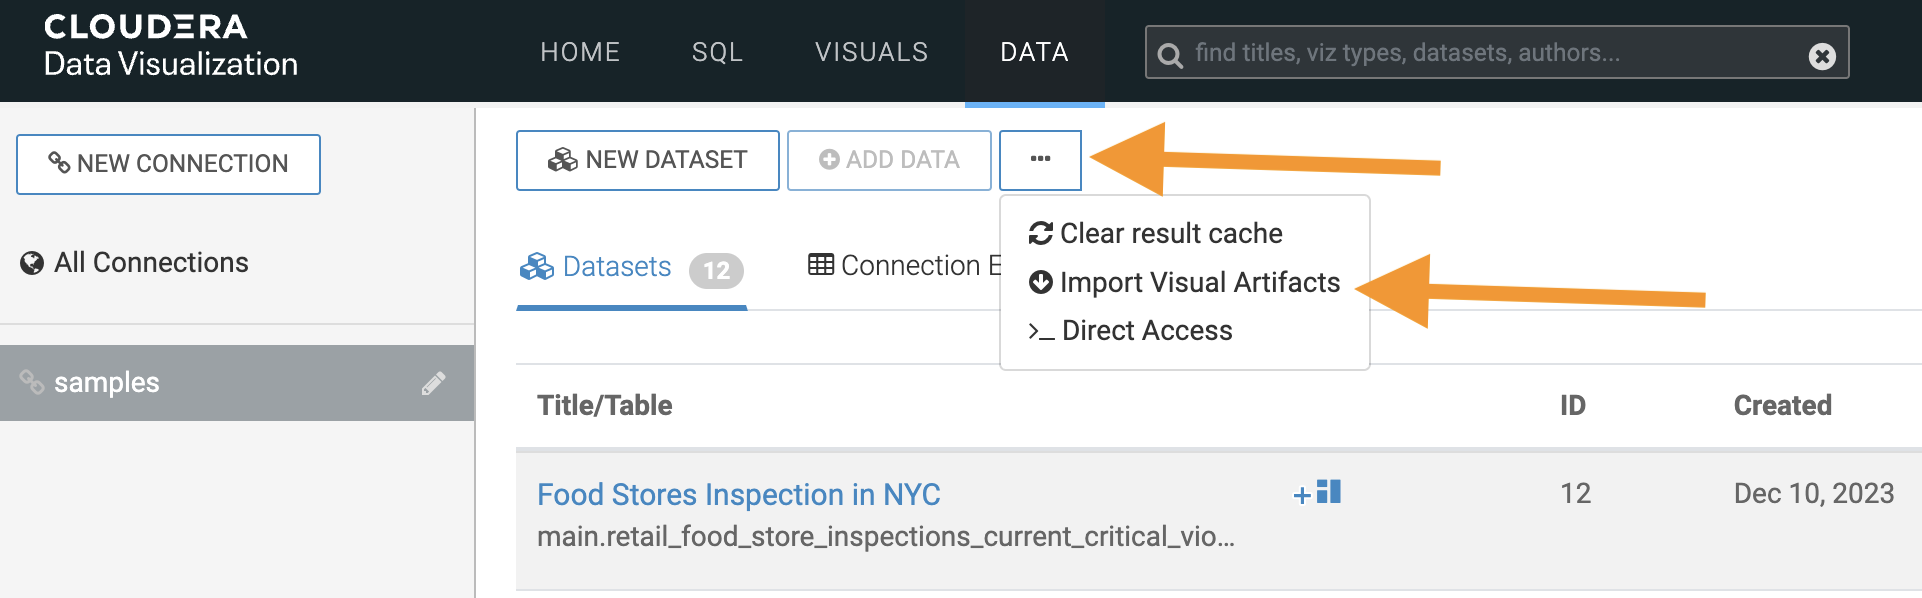 CLOUDERA
Data Visualization
HOME
SQL
VISUALS
DATA
find titles, viz types, datasets, authors...
NEW CONNECTION
All Connections
samples
NEW DATASET
ADD DATA
...
Clear result cache
Import Visual Artifacts
Direct Access
Datasets 12
Connection E
Title/Table
ID
Created
Food Stores Inspection in NYC
12
Dec 10, 2023
main.retail_food_store_inspections_current_critical_vio...